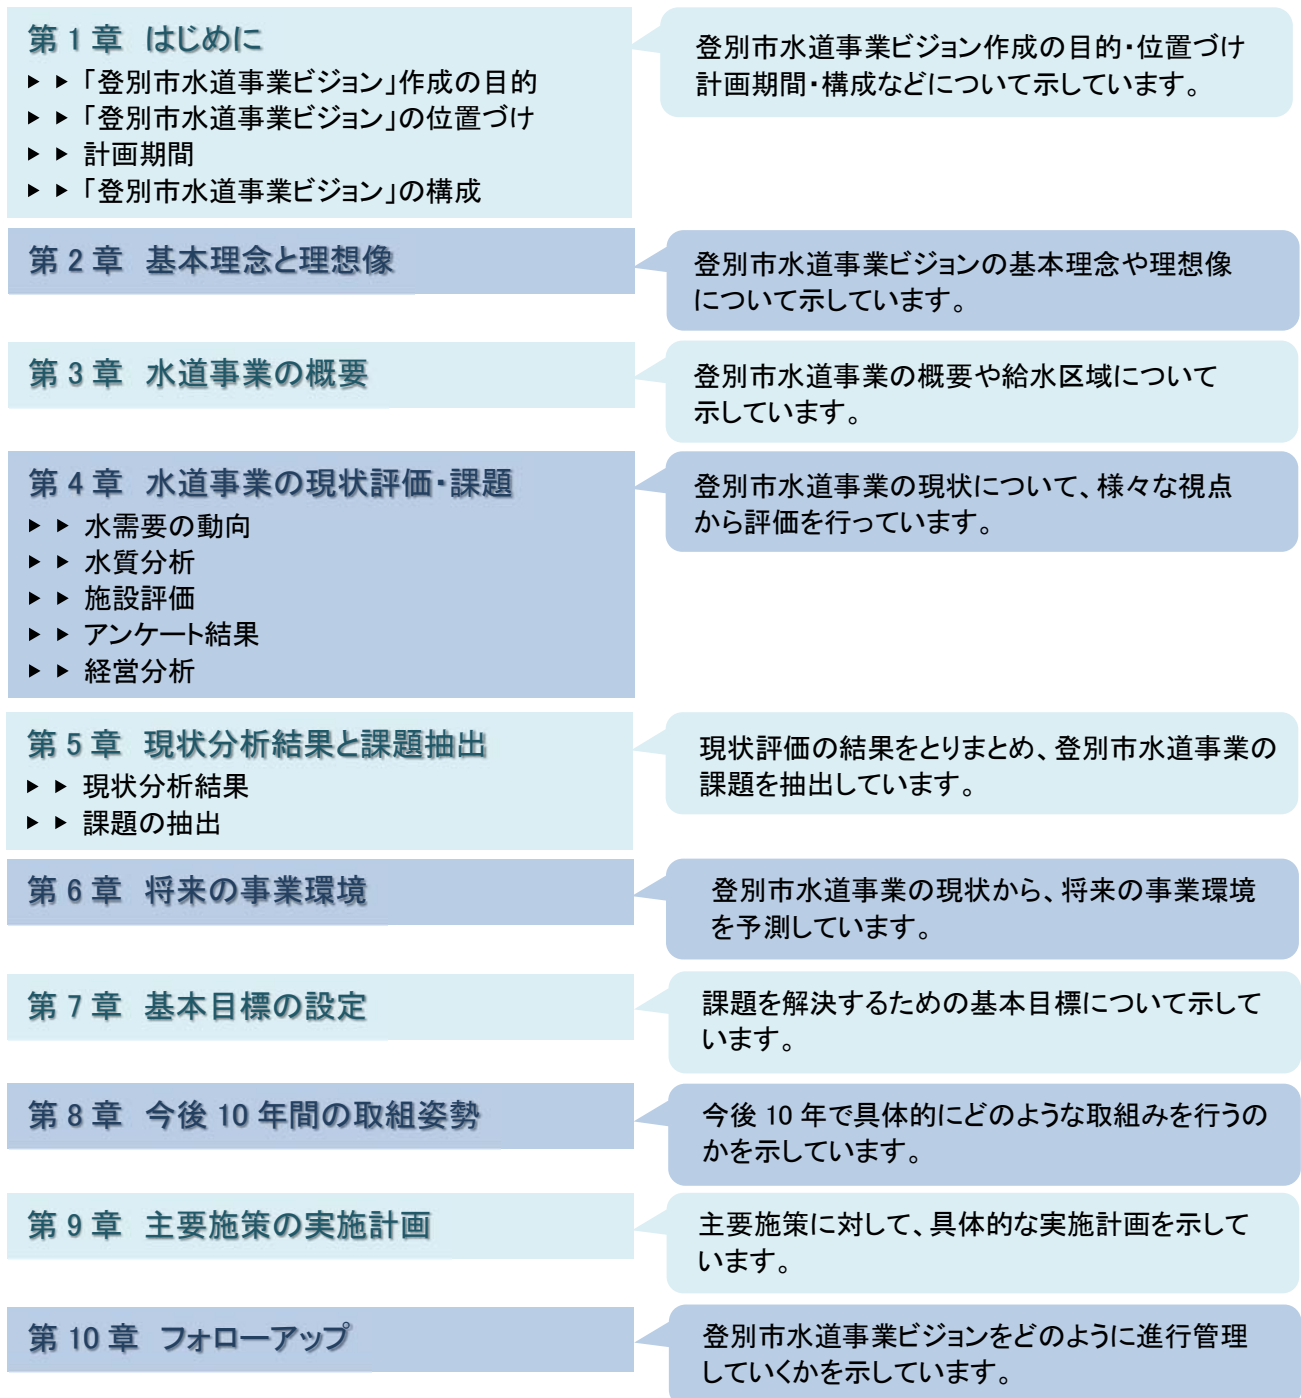 第 1 章 はじめに
▶ ▶ 「登別市水道事業ビジョン」作成の目的
▶ ▶ 「登別市水道事業ビジョン」の位置づけ
▶ ▶ 計画期間
▶ ▶ 「登別市水道事業ビジョン」の構成
登別市水道事業ビジョン作成の目的・位置づけ
計画期間・構成などについて示しています。
第 2 章 基本理念と理想像
登別市水道事業ビジョンの基本理念や理想像
について示しています。
第 3 章 水道事業の概要
登別市水道事業の概要や給水区域について
示しています。
第 4 章 水道事業の現状評価・課題
▶ ▶ 水需要の動向
▶ ▶ 水質分析
▶ ▶ 施設評価
▶ ▶ アンケート結果
▶ ▶ 経営分析
登別市水道事業の現状について、様々な視点
から評価を行っています。
第 5 章 現状分析結果と課題抽出
▶ ▶ 現状分析結果
▶ ▶ 課題の抽出
現状評価の結果をとりまとめ、登別市水道事業の
課題を抽出しています。
第 6 章 将来の事業環境
登別市水道事業の現状から、将来の事業環境
を予測しています。
第 7 章 基本目標の設定
課題を解決するための基本目標について示して
います。
第 8 章 今後 10 年間の取組姿勢
今後 10 年で具体的にどのような取組みを行うの
かを示しています。
第 9 章 主要施策の実施計画
主要施策に対して、具体的な実施計画を示して
います。
第 10 章 フォローアップ
登別市水道事業ビジョンをどのように進行管理
していくかを示しています。